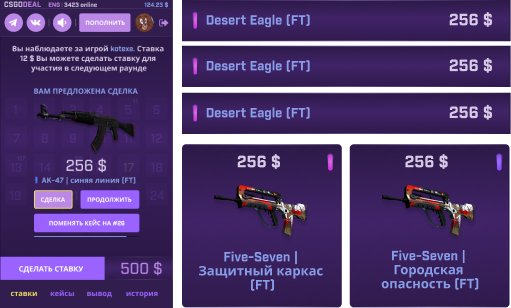 CSGODEAL ENG : 3423 online 124.23 $
ПОПОЛНИТЬ
Вы наблюдаете за игрой kotexe. Ставка
12 $ Вы можете сделать ставку для
участия в следующем раунде
ВАМ ПРЕДЛОЖЕНА СДЕЛКА
256 $
AK-47 | синяя линия (FT)
СДЕЛКА ПРОДОЛЖИТЬ
ПОМЕНЯТЬ КЕЙС НА #26
СДЕЛАТЬ СТАВКУ 500 $
ставки кейсы вывод история
Desert Eagle (FT) 256 $
Desert Eagle (FT) 256 $
Desert Eagle (FT) 256 $
256 $
Five-Seven |
Защитный каркас
(FT)
256 $
Five-Seven |
Городская
опасность (FT)